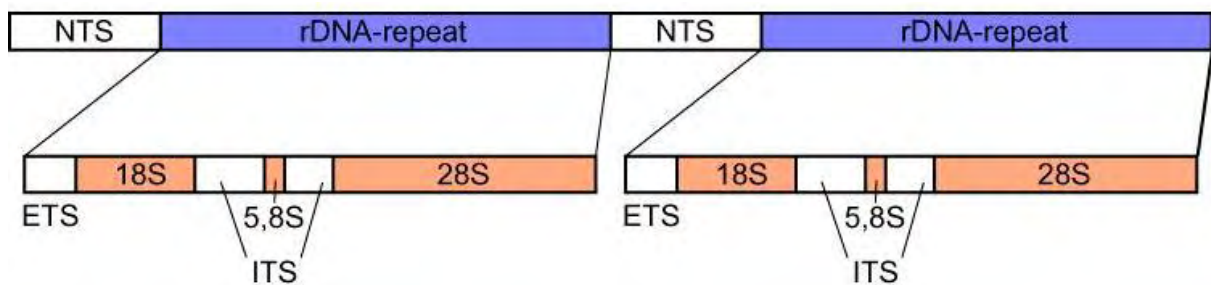 NTS rDNA-repeat NTS rDNA-repeat
18S 28S 18S 28S
ETS 5,8S ETS 5,8S
ITS ITS